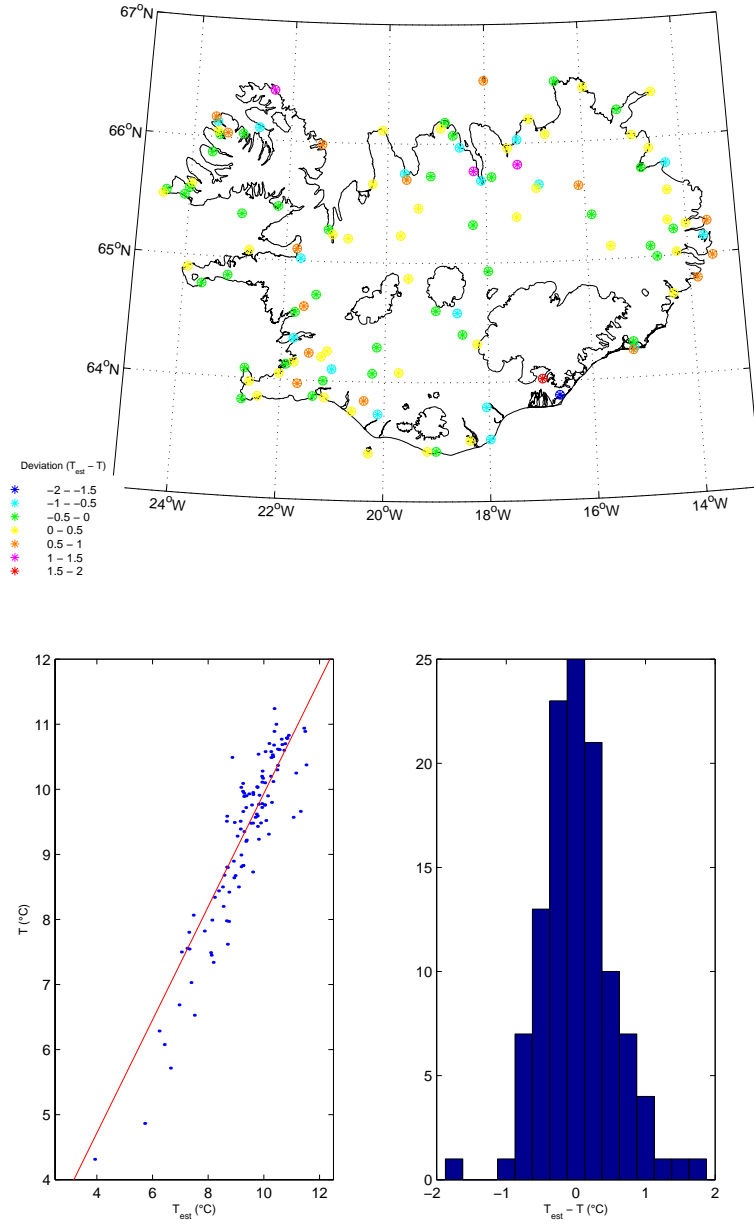 67°N
66°N
65°N
64°N
24°W 22°W 20°W 18°W 16°W 14°W
Deviation (T_est − T)
−2 − −1.5
−1 − −0.5
−0.5 − 0
0 − 0.5
0.5 − 1
1 − 1.5
1.5 − 2
12
11
10
9
8
7
6
5
4
4 6 8 10 12
T (°C)
T_est (°C)
25
20
15
10
5
0
−2 −1 0 1 2
T_est − T (°C)